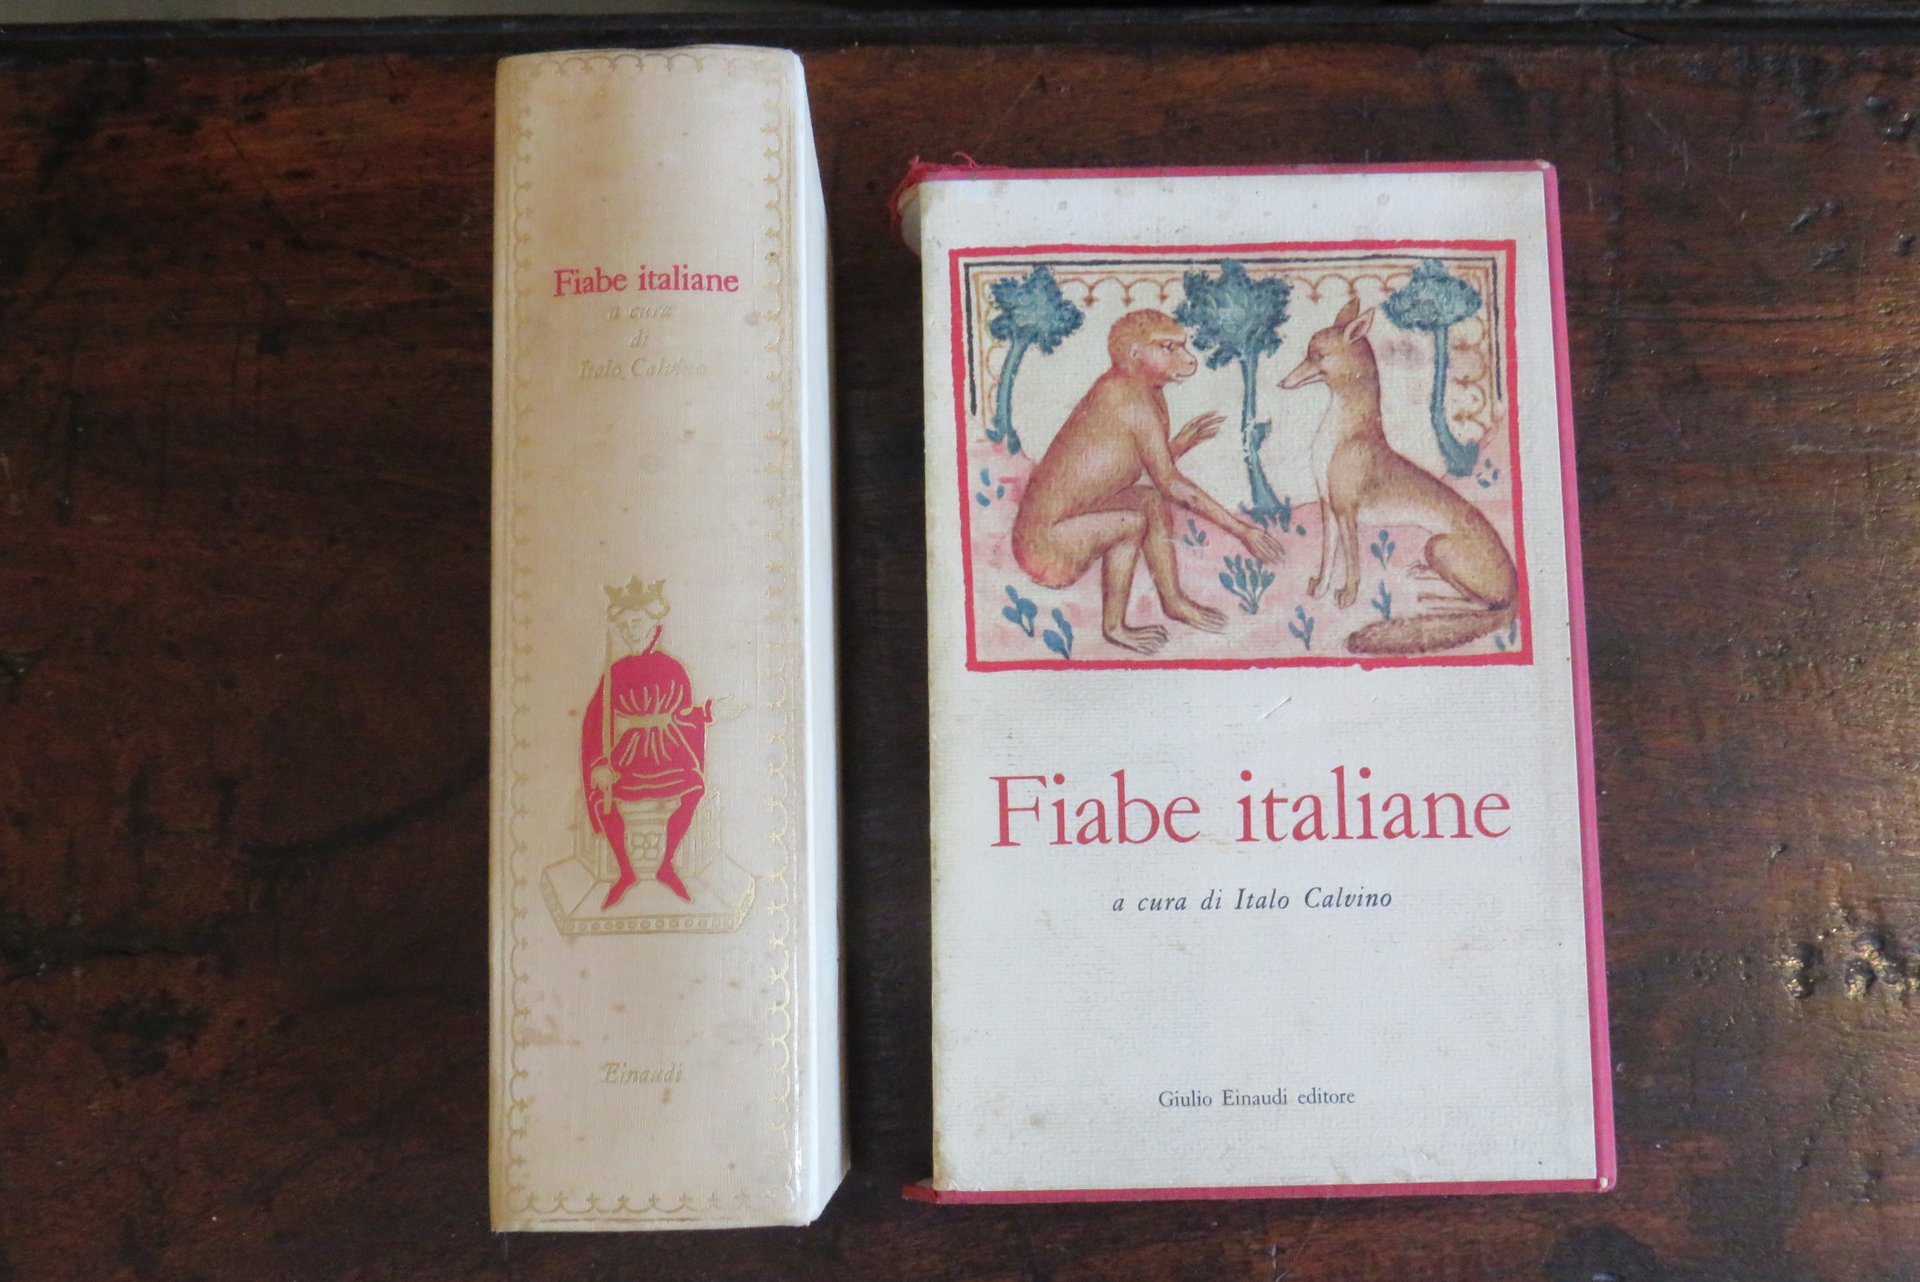 Fiabe italiane
a cura
di
Italo Calvino
Einaudi
Fiabe italiane
a cura di Italo Calvino
Giulio Einaudi editore